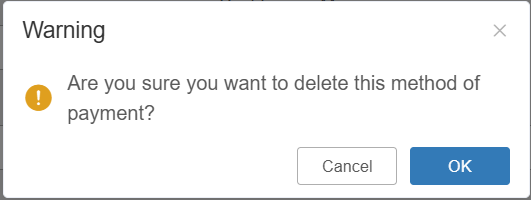 Warning
Are you sure you want to delete this method of
payment?
Cancel
OK